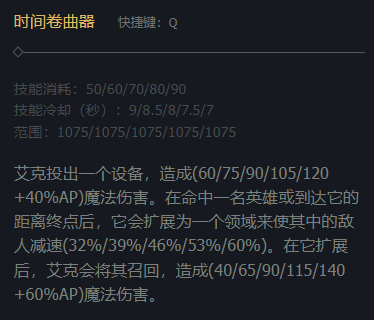 时间卷曲器 快捷键：Q
技能消耗：50/60/70/80/90
技能冷却（秒）：9/8.5/8/7.5/7
范围：1075/1075/1075/1075/1075
艾克投出一个设备，造成(60/75/90/105/120
+40%AP)魔法伤害。在命中一名英雄或到达它的
距离终点后，它会扩展为一个领域来使其中的敌
人减速(32%/39%/46%/53%/60%)。在它扩展
后，艾克会将其召回，造成(40/65/90/115/140
+60%AP)魔法伤害。